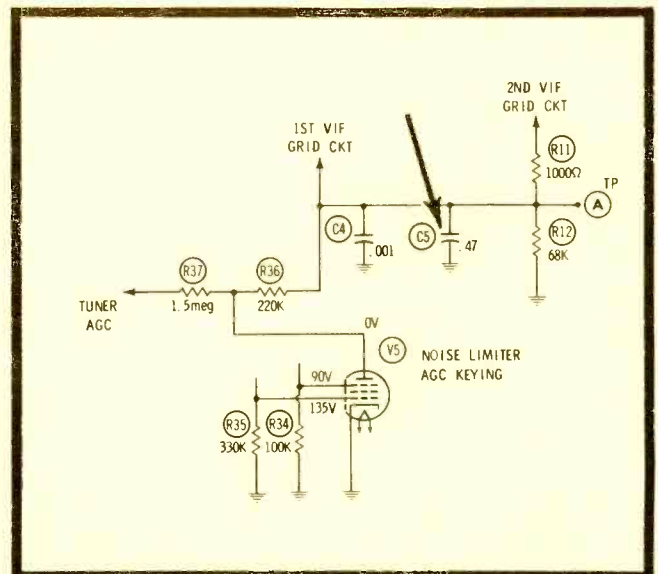 2ND VIF
GRID CKT
1ST VIF
GRID CKT
R11
1000Ω
TP
A
C4
.001
C5
.47
R12
68K
R37
1.5meg
R36
220K
TUNER
AGC
0V
V5
NOISE LIMITER
AGC KEYING
90V
135V
R35
330K
R34
100K